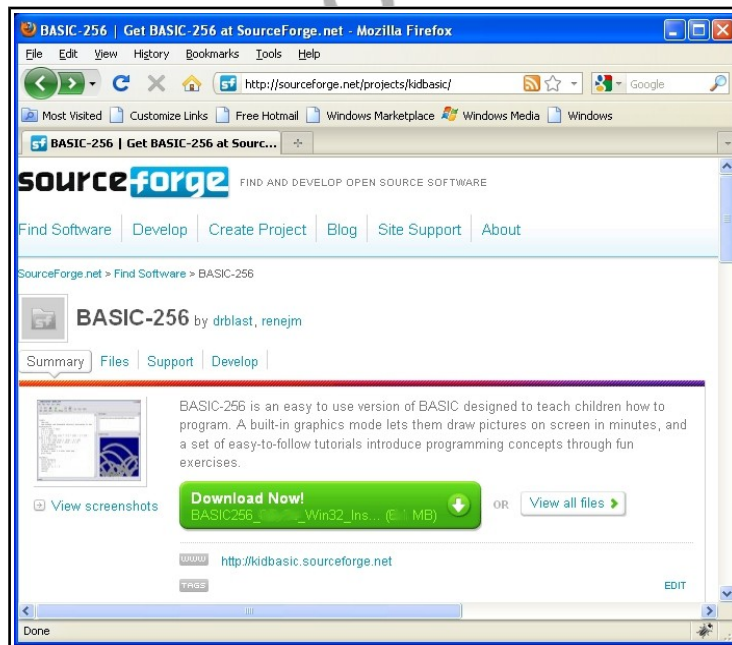 BASIC-256 | Get BASIC-256 at SourceForge.net - Mozilla Firefox
File Edit View History Bookmarks Tools Help
http://sourceforge.net/projects/kidbasic/ Google
Most Visited Customize Links Free Hotmail Windows Marketplace Windows Media Windows
sf BASIC-256 | Get BASIC-256 at Sourc...
sourceforge FIND AND DEVELOP OPEN SOURCE SOFTWARE
Find Software Develop Create Project Blog Site Support About
SourceForge.net > Find Software > BASIC-256
BASIC-256 by drblast, renejm
Summary Files Support Develop
BASIC-256 is an easy to use version of BASIC designed to teach children how to
program. A built-in graphics mode lets them draw pictures on screen in minutes, and
a set of easy-to-follow tutorials introduce programming concepts through fun
exercises.
View screenshots
Download Now!
BASIC256_ _Win32_Ins... ( MB)
OR View all files
www http://kidbasic.sourceforge.net
TAGS EDIT
Done